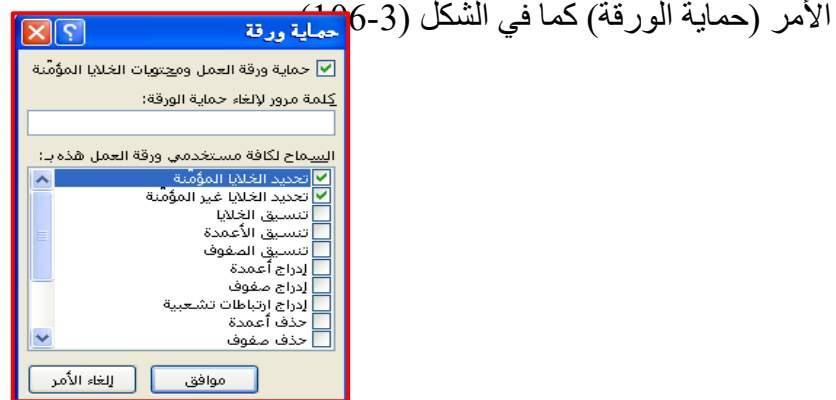 الأمر (حماية الورقة) كما في الشكل (3-106)
حماية ورقة
حماية ورقة العمل ومحتويات الخلايا المؤمّنة
كلمة مرور لإلغاء حماية الورقة:
السماح لكافة مستخدمي ورقة العمل هذه بـ:
تحديد الخلايا المؤمّنة
تحديد الخلايا غير المؤمّنة
تنسيق الخلايا
تنسيق الأعمدة
تنسيق الصفوف
إدراج أعمدة
إدراج صفوف
إدراج ارتباطات تشعبية
حذف أعمدة
حذف صفوف
موافق
إلغاء الأمر